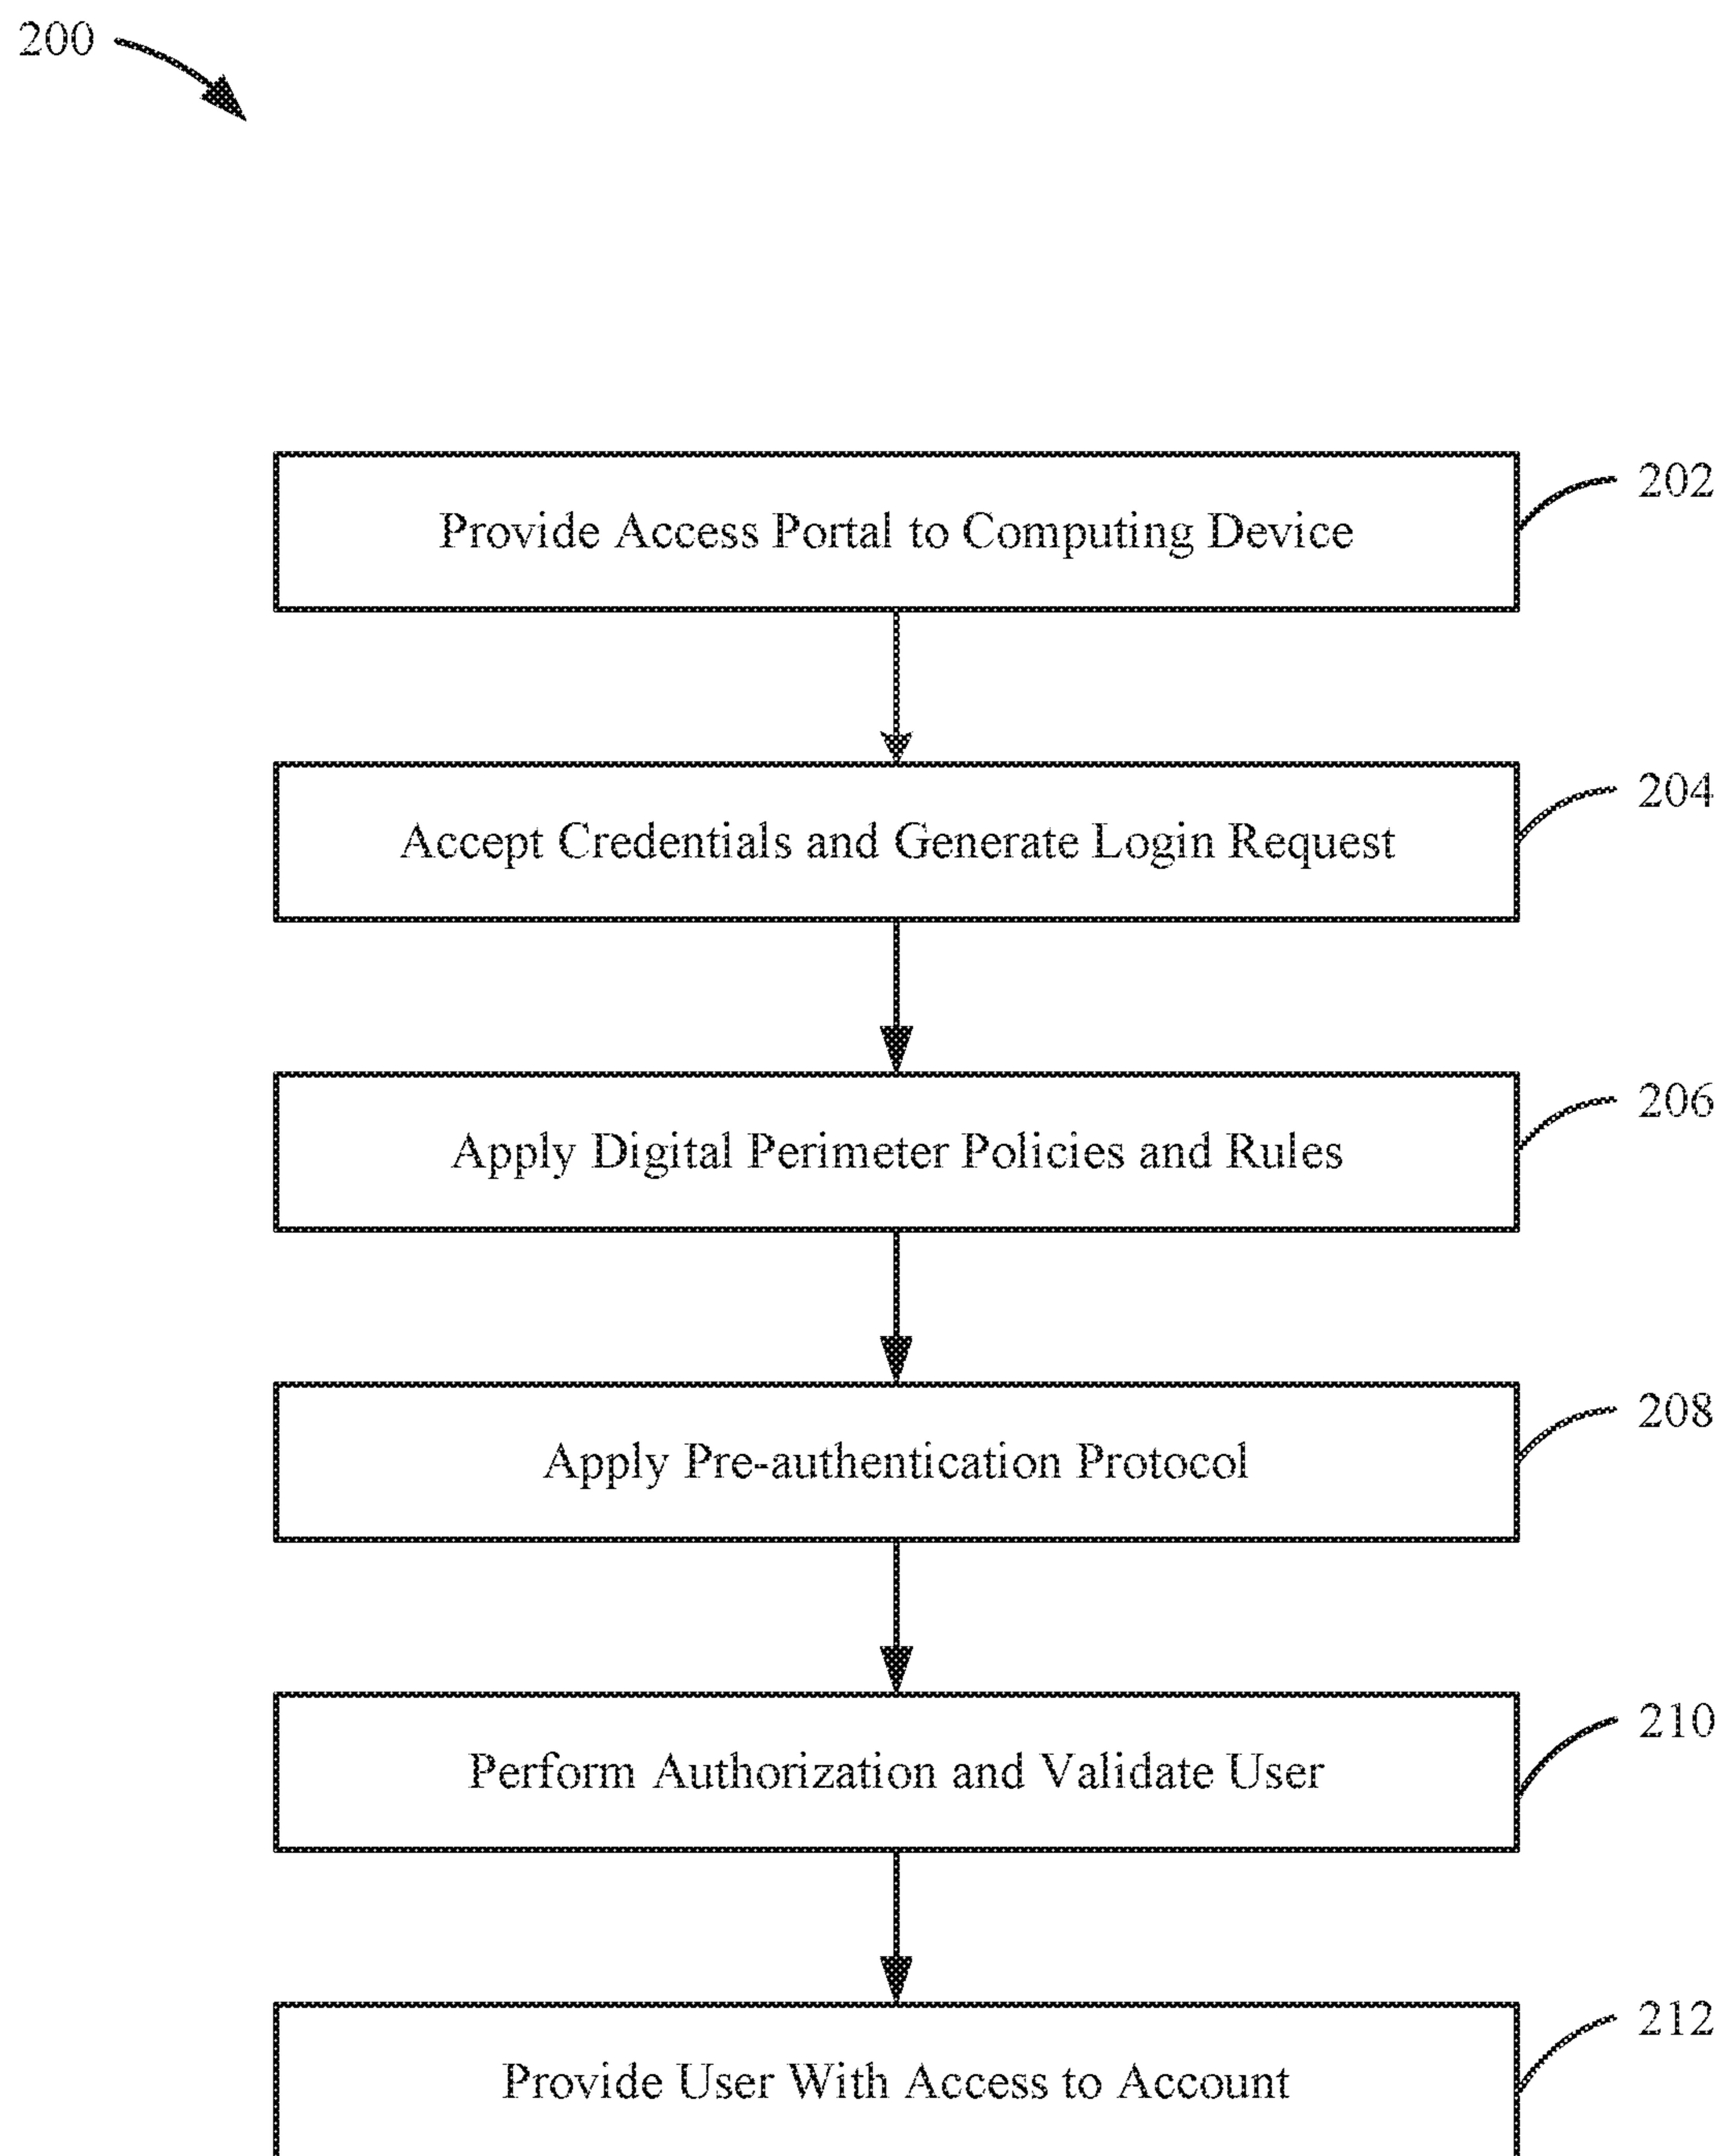 200
Provide Access Portal to Computing Device
202
Accept Credentials and Generate Login Request
204
Apply Digital Perimeter Policies and Rules
206
Apply Pre-authentication Protocol
208
Perform Authorization and Validate User
210
Provide User With Access to Account
212